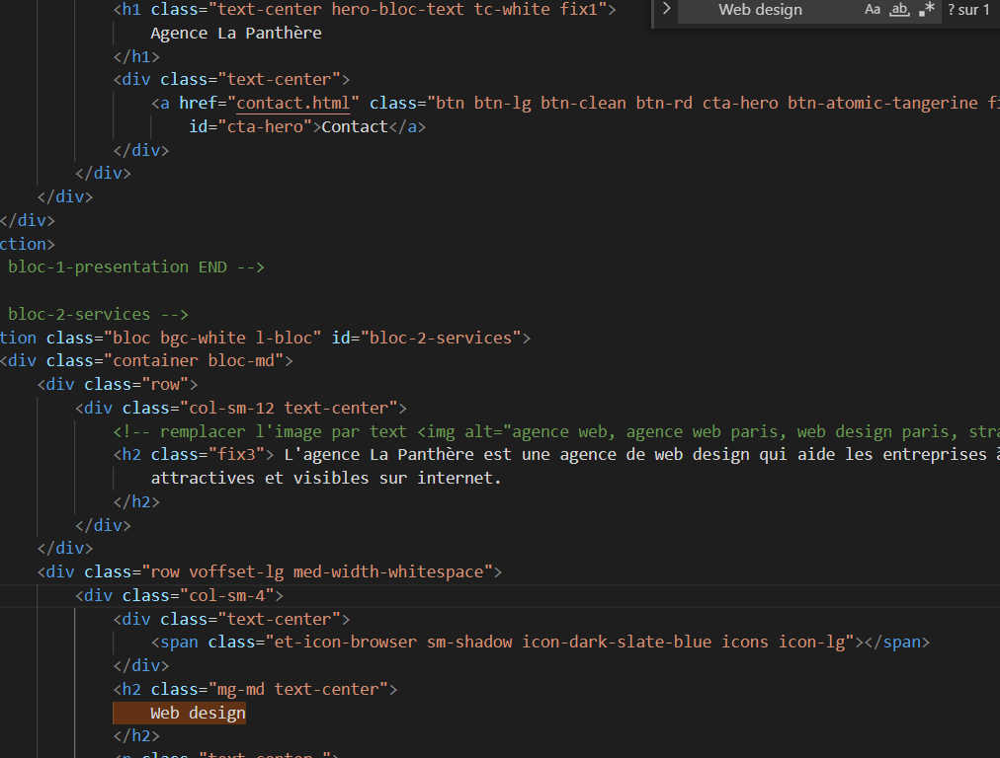 <h1 class="text-center hero-bloc-text tc-white fix1">
Web design Aa ab ? sur 1
Agence La Panthère
</h1>
<div class="text-center">
<a href="contact.html" class="btn btn-lg btn-clean btn-rd cta-hero btn-atomic-tangerine fi
id="cta-hero">Contact</a>
</div>
</div>
</div>
</div>
ction>
bloc-1-presentation END -->
bloc-2-services -->
tion class="bloc bgc-white l-bloc" id="bloc-2-services">
<div class="container bloc-md">
<div class="row">
<div class="col-sm-12 text-center">
<!-- remplacer l'image par text <img alt="agence web, agence web paris, web design paris, stra
<h2 class="fix3"> L'agence La Panthère est une agence de web design qui aide les entreprises à
attractives et visibles sur internet.
</h2>
</div>
</div>
<div class="row voffset-lg med-width-whitespace">
<div class="col-sm-4">
<div class="text-center">
<span class="et-icon-browser sm-shadow icon-dark-slate-blue icons icon-lg"></span>
</div>
<h2 class="mg-md text-center">
Web design
</h2>
<p class="text-center ">